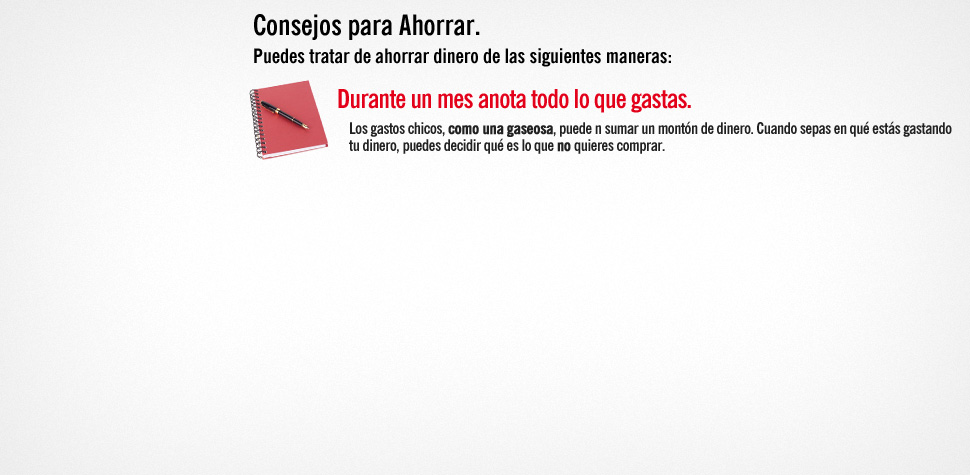 Consejos para Ahorrar.
Puedes tratar de ahorrar dinero de las siguientes maneras:
Durante un mes anota todo lo que gastas.
Los gastos chicos, como una gaseosa, puede n sumar un montón de dinero. Cuando sepas en qué estás gastando
tu dinero, puedes decidir qué es lo que no quieres comprar.